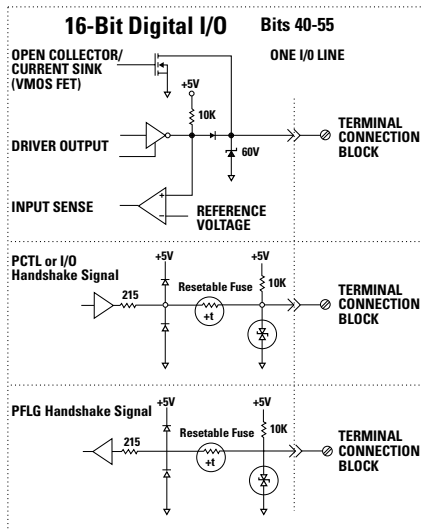 16-Bit Digital I/O
Bits 40-55
OPEN COLLECTOR/
CURRENT SINK
(VMOS FET)
ONE I/0 LINE
+5V
10K
DRIVER OUTPUT
60V
TERMINAL
CONNECTION
BLOCK
INPUT SENSE
+
–
REFERENCE
VOLTAGE
PCTL or I/O
Handshake Signal
+5V
+5V
215
Resetable Fuse
+t
10K
TERMINAL
CONNECTION
BLOCK
PFLG Handshake Signal
+5V
+5V
215
Resetable Fuse
+t
10K
TERMINAL
CONNECTION
BLOCK